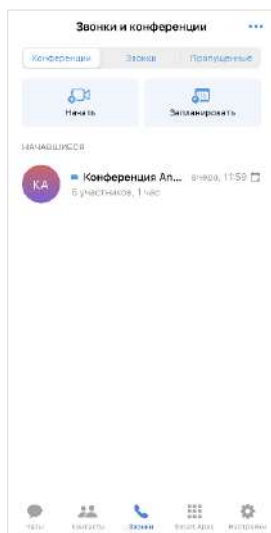 Звонки и конференции
Конференции Звонки Пропущенные
Начать Запланировать
НАЧАВШИЕСЯ
КА
Конференция An... вчера, 11:59
6 участников, 1 час
Чаты Контакты Звонки Smart Apps Настройки